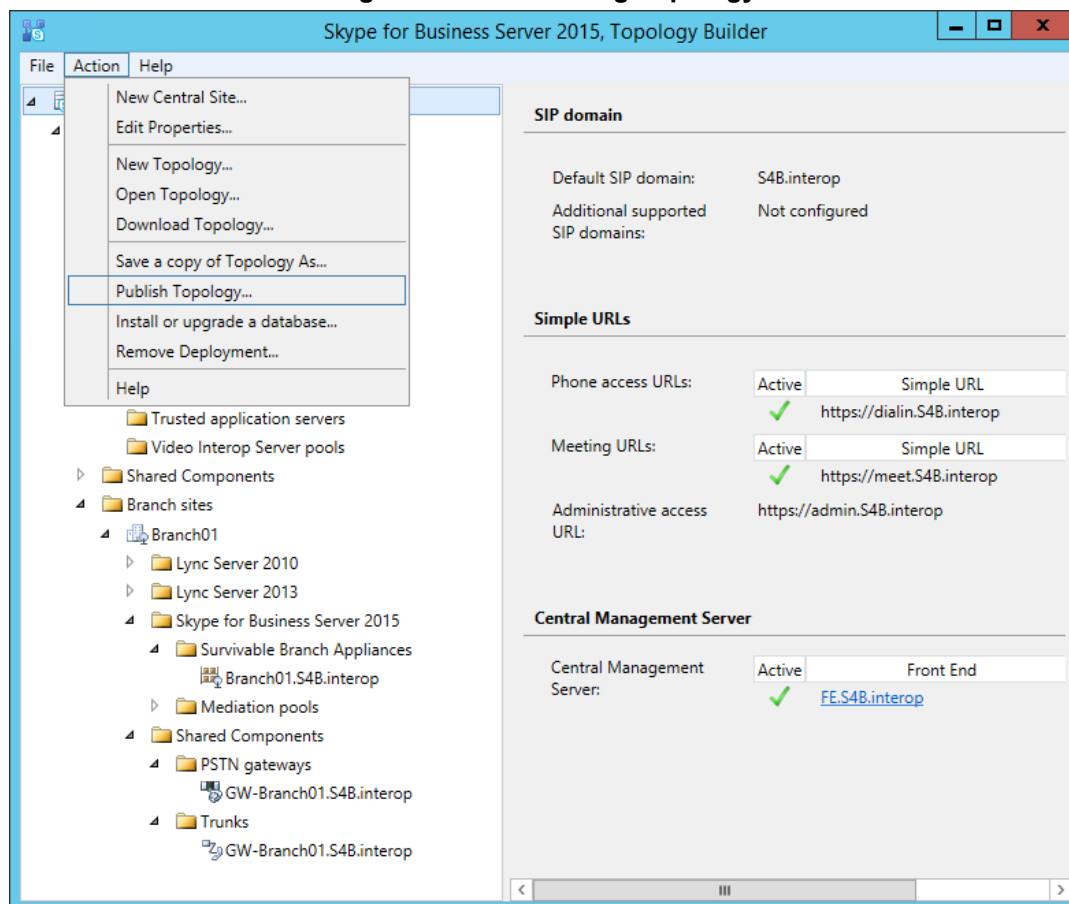 Skype for Business Server 2015, Topology Builder
File Action Help
New Central Site...
Edit Properties...
New Topology...
Open Topology...
Download Topology...
Save a copy of Topology As...
Publish Topology...
Install or upgrade a database...
Remove Deployment...
Help
Trusted application servers
Video Interop Server pools
Shared Components
Branch sites
Branch01
Lync Server 2010
Lync Server 2013
Skype for Business Server 2015
Survivable Branch Appliances
Branch01.S4B.interop
Mediation pools
Shared Components
PSTN gateways
GW-Branch01.S4B.interop
Trunks
GW-Branch01.S4B.interop
SIP domain
Default SIP domain: S4B.interop
Additional supported Not configured
SIP domains:
Simple URLs
Phone access URLs: Active Simple URL
https://dialin.S4B.interop
Meeting URLs: Active Simple URL
https://meet.S4B.interop
Administrative access https://admin.S4B.interop
URL:
Central Management Server
Central Management Active Front End
Server: FE.S4B.interop